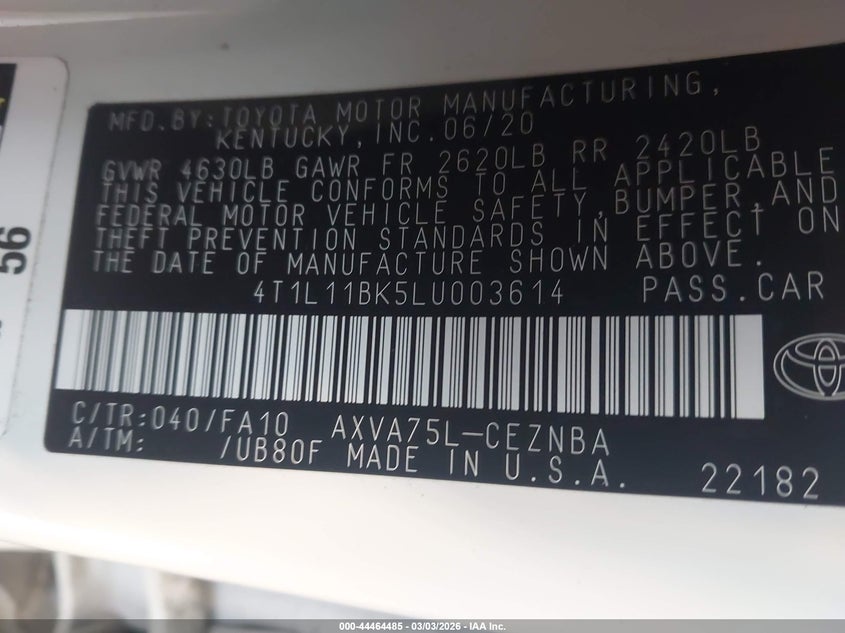 MFD. BY: TOYOTA MOTOR MANUFACTURING,
KENTUCKY, INC. 06/20
GVWR 4630LB GAWR FR 2620LB RR 2420LB
THIS VEHICLE CONFORMS TO ALL APPLICABLE
FEDERAL MOTOR VEHICLE SAFETY, BUMPER, AND
THEFT PREVENTION STANDARDS IN EFFECT ON
THE DATE OF MANUFACTURE SHOWN ABOVE.
4T1L11BK5LU003614 PASS.CAR
C/TR:040/FA10 AXVA75L-CEZNBA
A/TM: /UB80F MADE IN U.S.A. 22182
56
000-44464485 - 03/03/2026 - IAA Inc.